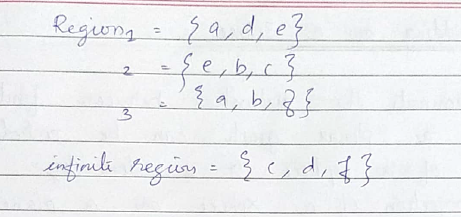 Region1 = {a, d, e}
2 = {e, b, c}
3 = {a, b, f}
infinite region = {c, d, f}